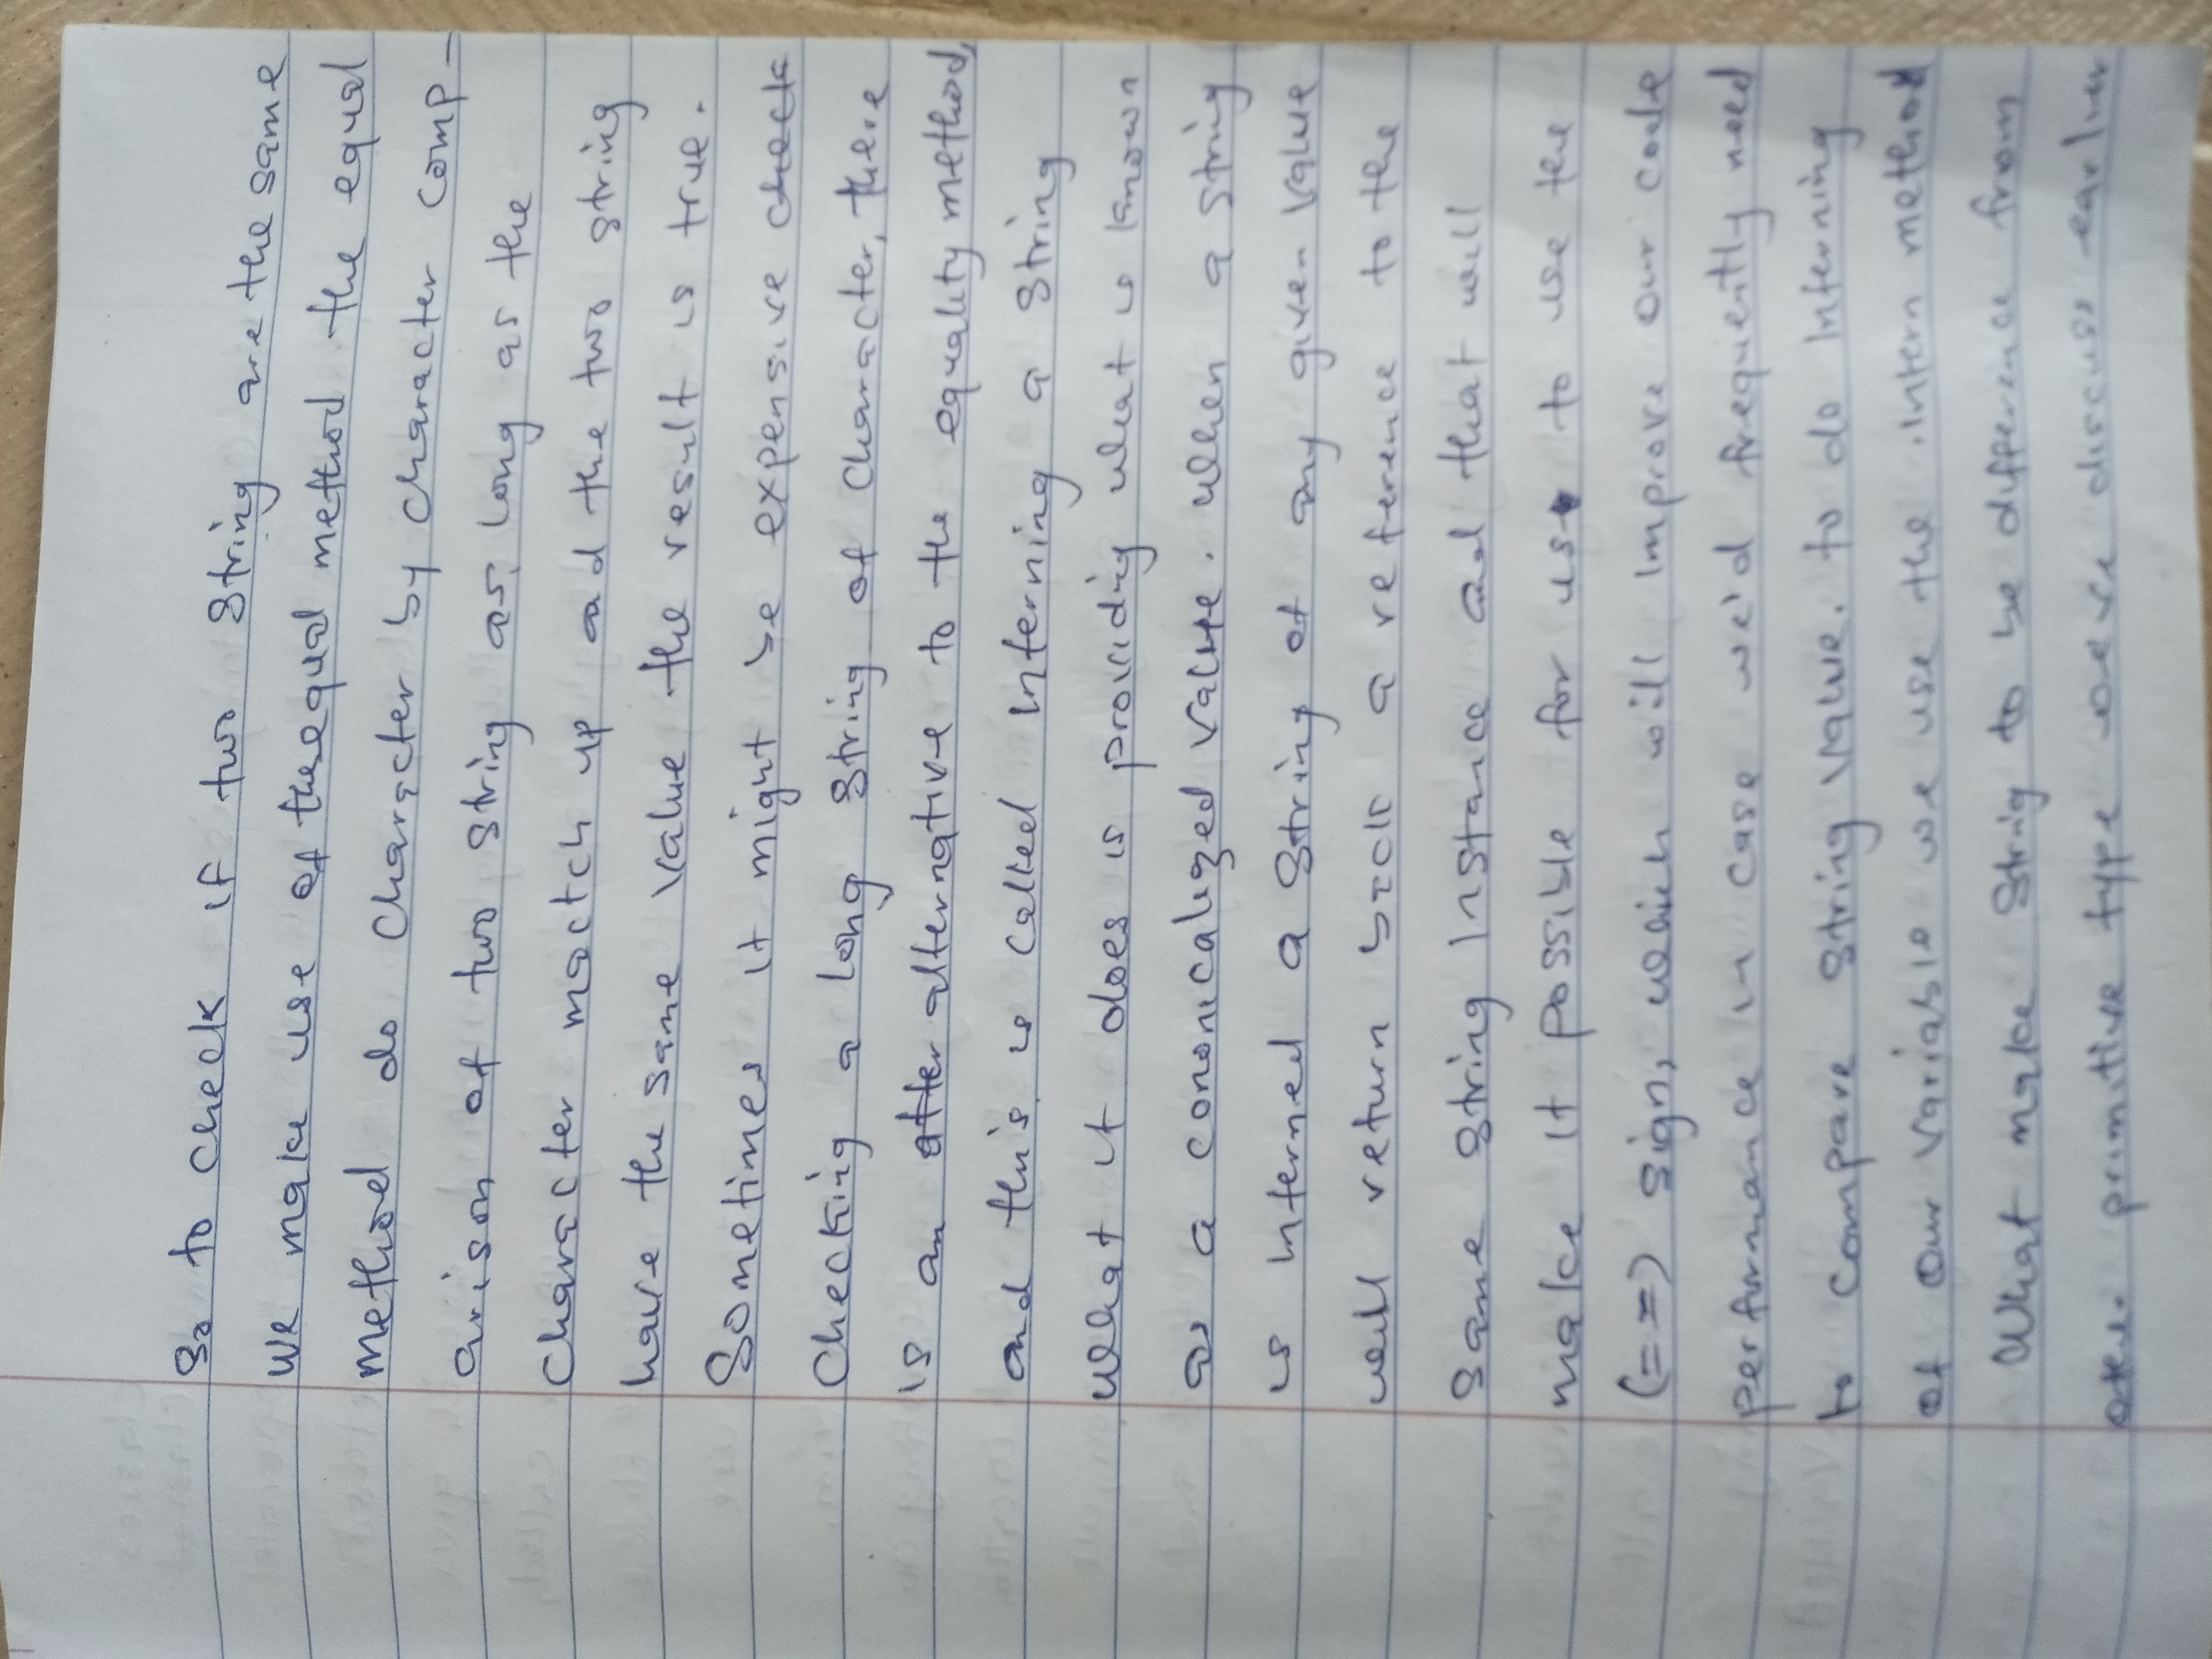 So to check if two string are the same
we make use of the equal method the equal
method do character by character comp-
arison of two string as long as the
character match up and the two string
have the same value the result is true.
Sometimes it might be expensive check
checking a long string of character, there
is an alternative to the equality method,
and this is called interning a string
what it does is providing what is known
as a cononicalized value. when a string
is interned a string of any given value
will return back a reference to the
same string instance and that will
make it possible for us to use the
(==) sign, which will improve our code
performance in case we'd frequently need
to compare string value. to do interning
of our variable we use the .intern method
What make string to be difference from
other primitive type we've discuss earlier